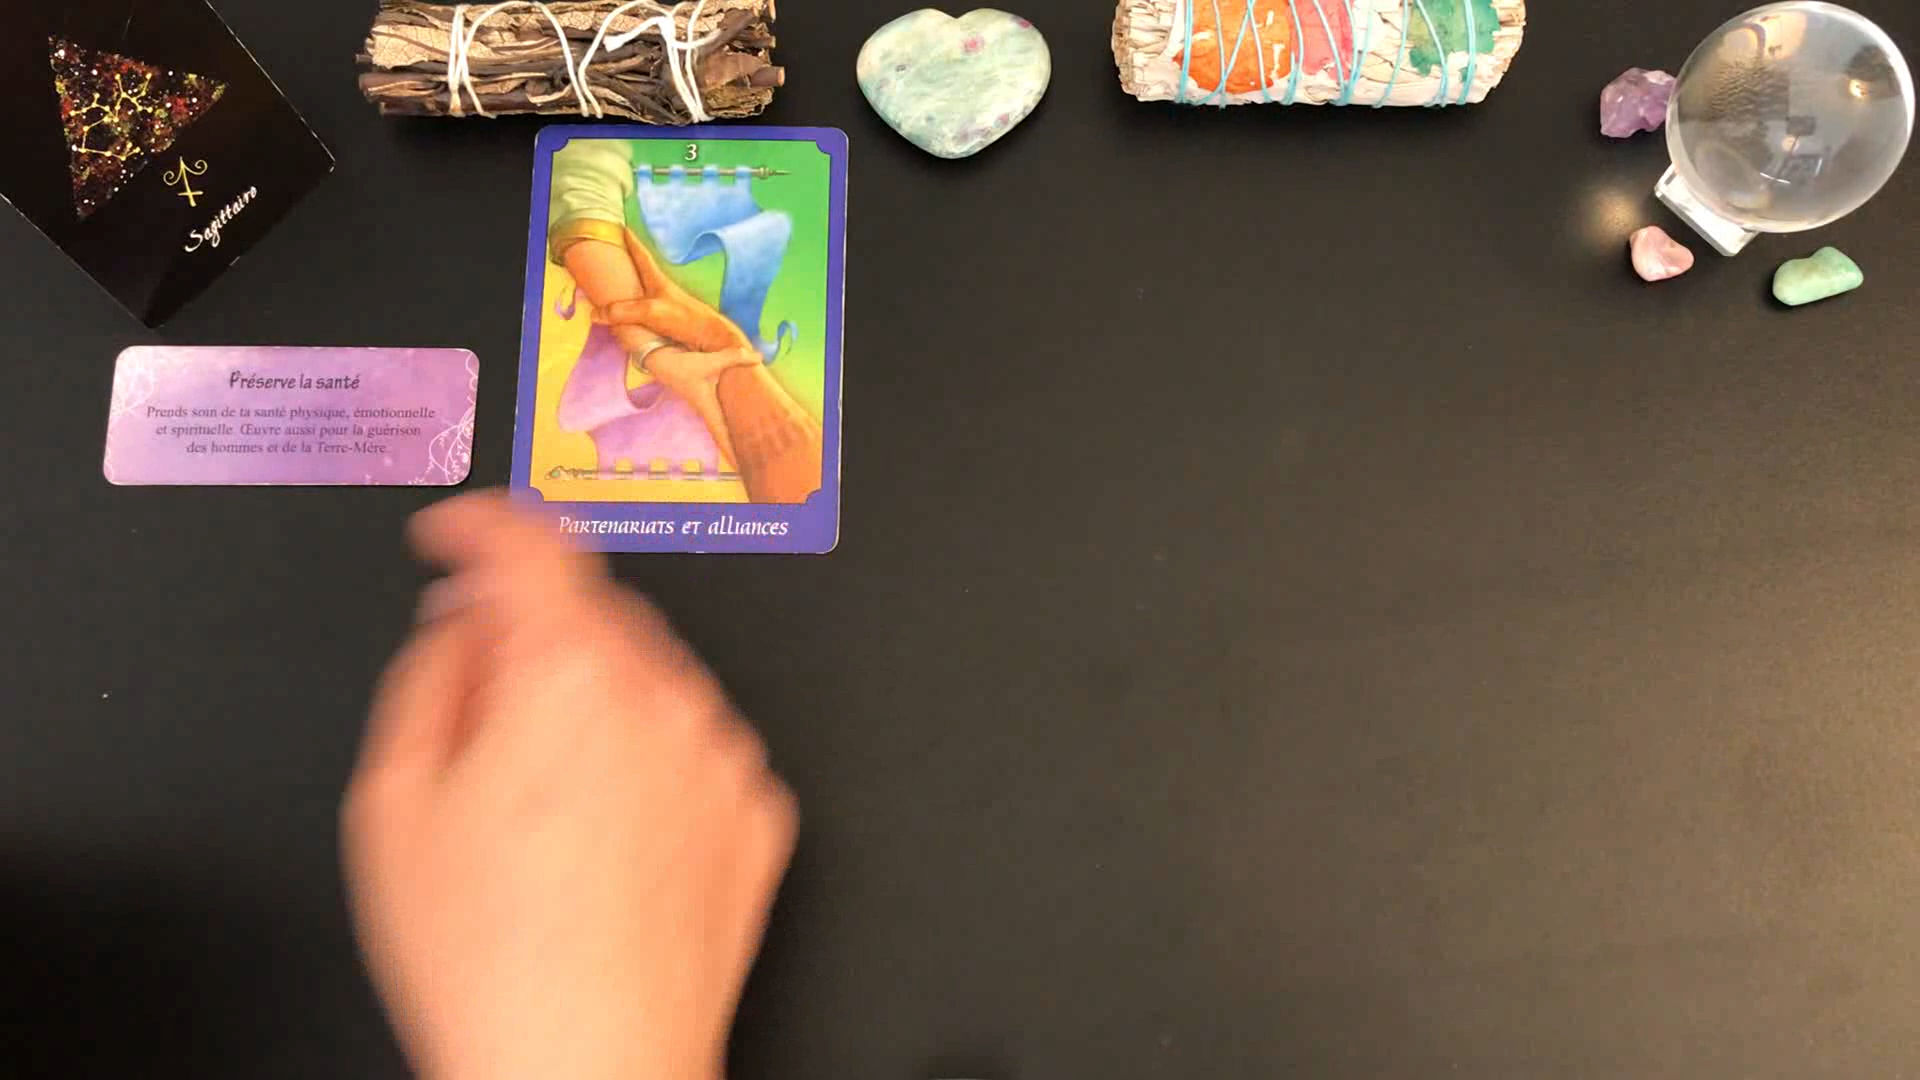 Sagittaire
Préserve la santé
Prends soin de ta santé physique, émotionnelle
et spirituelle. Œuvre aussi pour la guérison
des hommes et de la Terre-Mère.
3
Partenariats et alliances